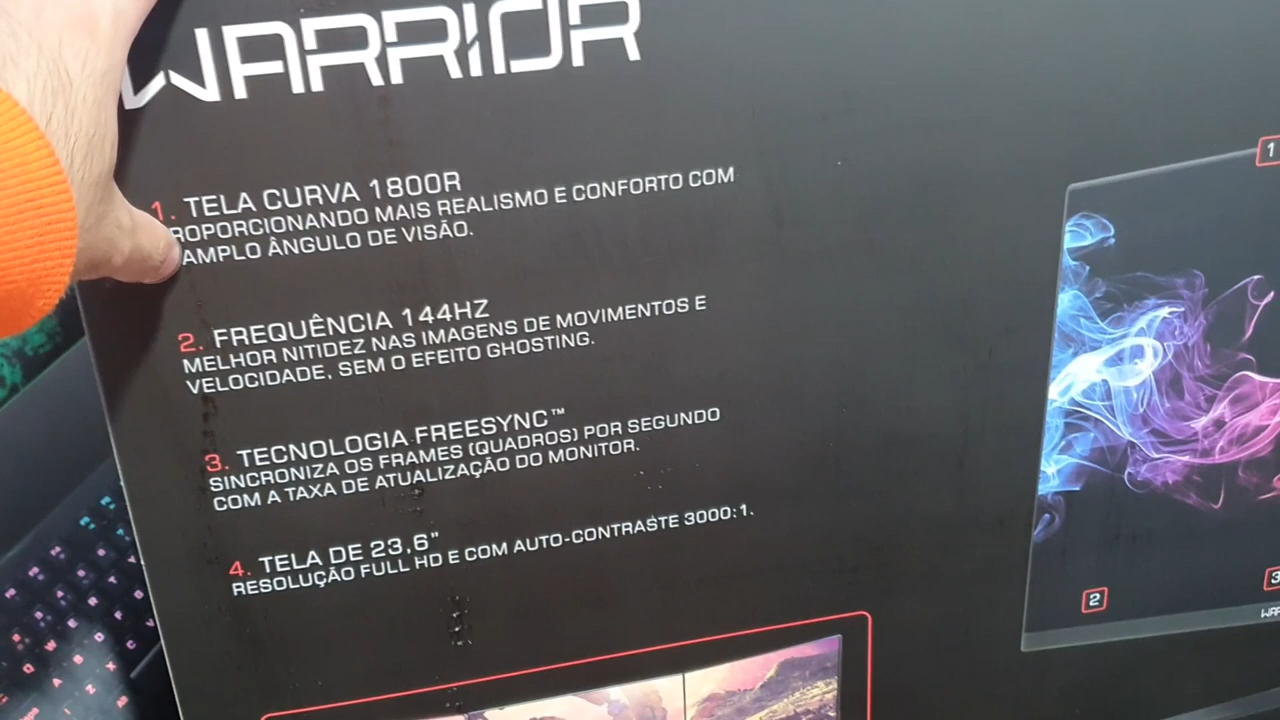 WARRIOR
1. TELA CURVA 1800R
PROPORCIONANDO MAIS REALISMO E CONFORTO COM
AMPLO ÂNGULO DE VISÃO.
2. FREQUÊNCIA 144HZ
MELHOR NITIDEZ NAS IMAGENS DE MOVIMENTOS E
VELOCIDADE, SEM O EFEITO GHOSTING.
3. TECNOLOGIA FREESYNC™
SINCRONIZA OS FRAMES (QUADROS) POR SEGUNDO
COM A TAXA DE ATUALIZAÇÃO DO MONITOR.
4. TELA DE 23,6"
RESOLUÇÃO FULL HD E COM AUTO-CONTRASTE 3000:1.
1
2
3